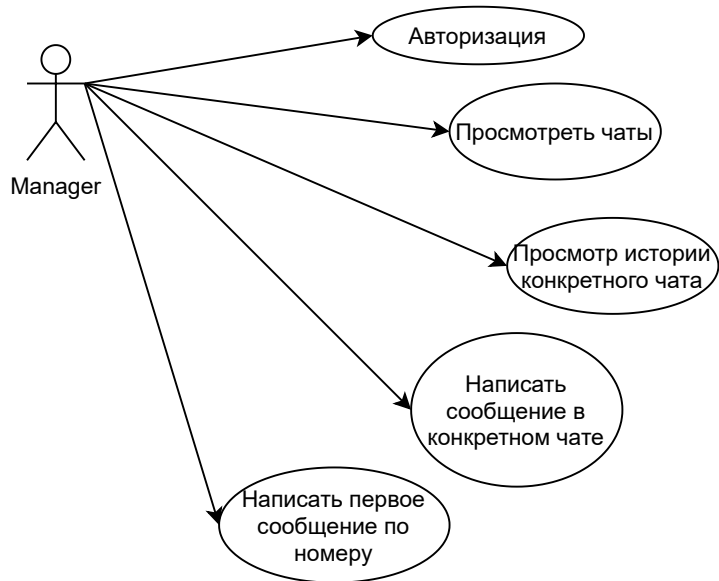 Авторизация
Просмотреть чаты
Manager
Просмотр истории
конкретного чата
Написать
сообщение в
конкретном чате
Написать первое
сообщение по
номеру